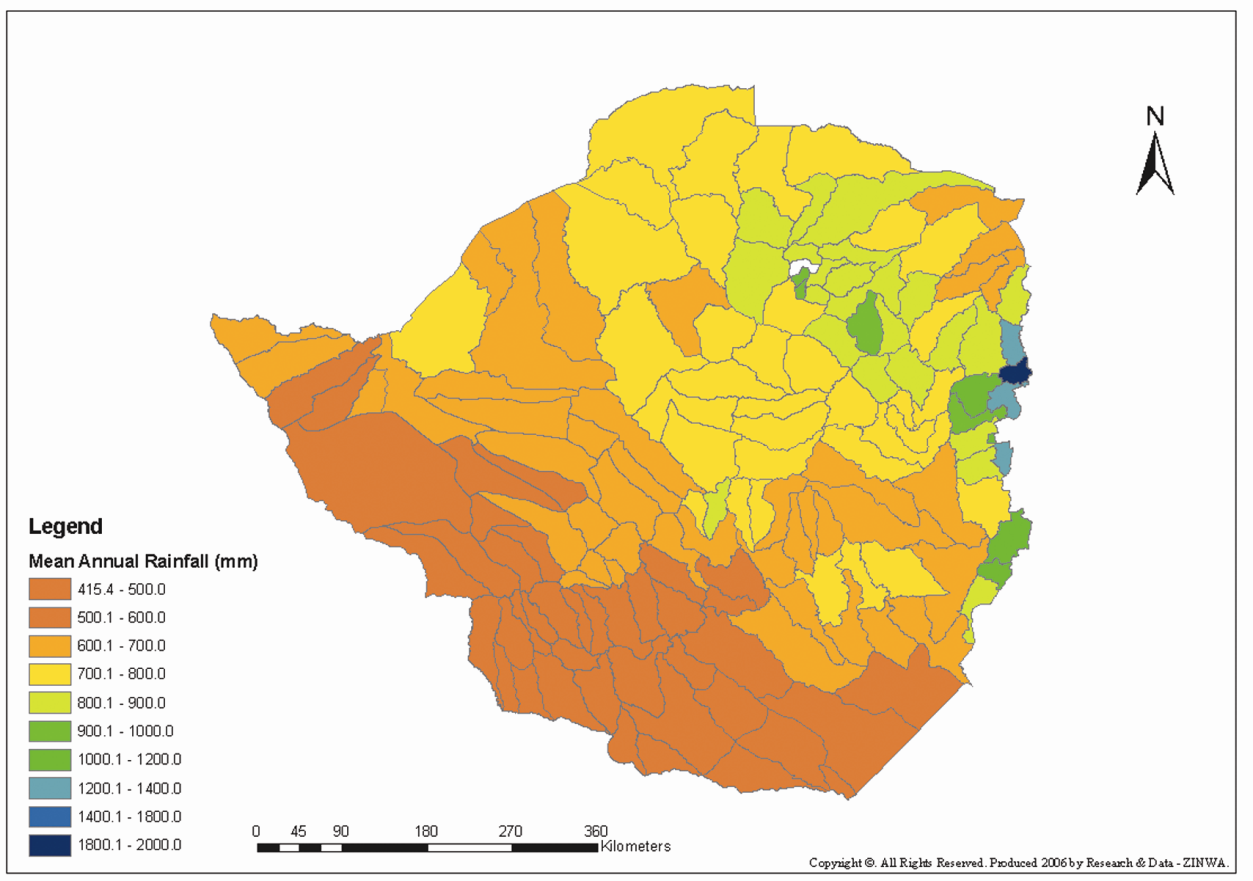 N
Legend
Mean Annual Rainfall (mm)
415.4 - 500.0
500.1 - 600.0
600.1 - 700.0
700.1 - 800.0
800.1 - 900.0
900.1 - 1000.0
1000.1 - 1200.0
1200.1 - 1400.0
1400.1 - 1800.0
1800.1 - 2000.0
0 45 90 180 270 360
Kilometers
Copyright ©. All Rights Reserved. Produced 2006 by Research & Data - ZINWA.